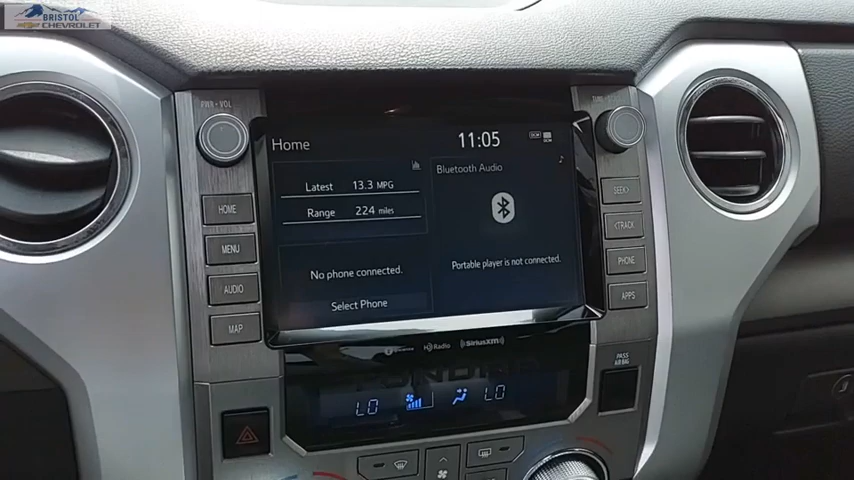 BRISTOL
CHEVROLET
PWR • VOL
Home
11:05
Latest 13.3 MPG
Range 224 miles
Bluetooth Audio
No phone connected.
Portable player is not connected.
Select Phone
HOME
MENU
AUDIO
MAP
SEEK>
<TRACK
PHONE
APPS
HD Radio
((SiriusXM))
PASS
AIR BAG
LO
LO